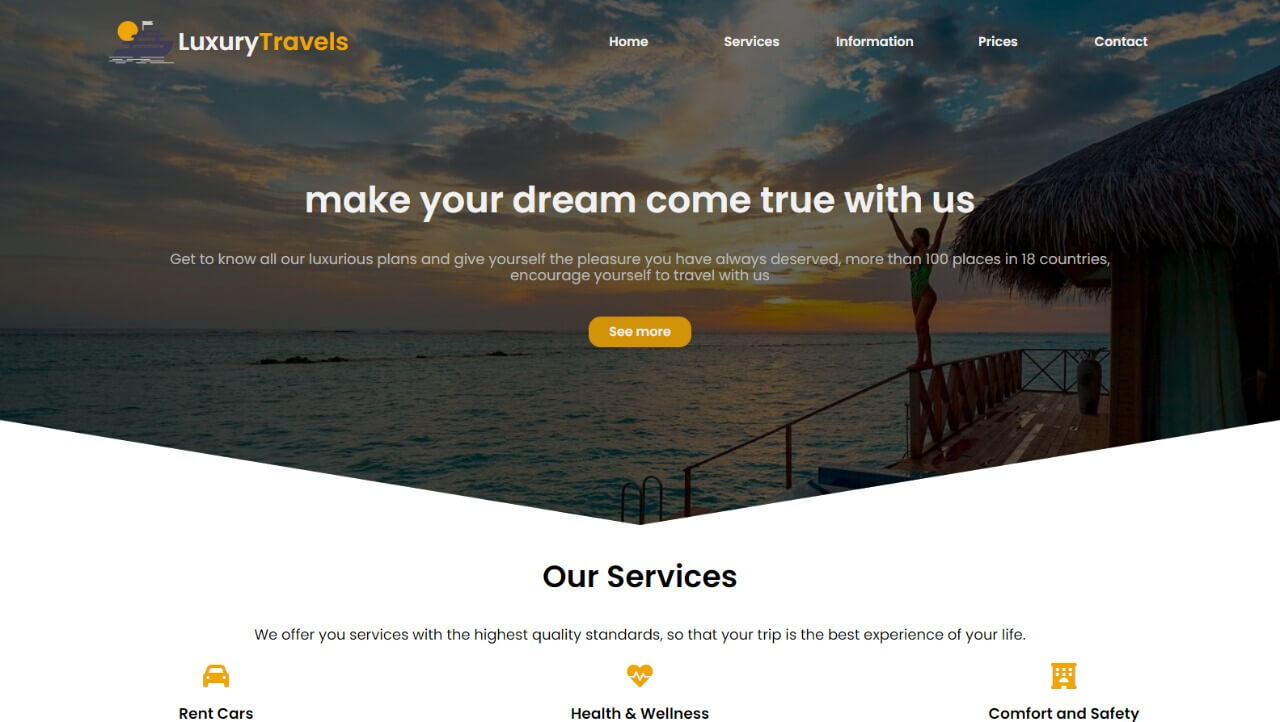 LuxuryTravels
Home
Services
Information
Prices
Contact
make your dream come true with us
Get to know all our luxurious plans and give yourself the pleasure you have always deserved, more than 100 places in 18 countries,
encourage yourself to travel with us
See more
Our Services
We offer you services with the highest quality standards, so that your trip is the best experience of your life.
Rent Cars
Health & Wellness
Comfort and Safety